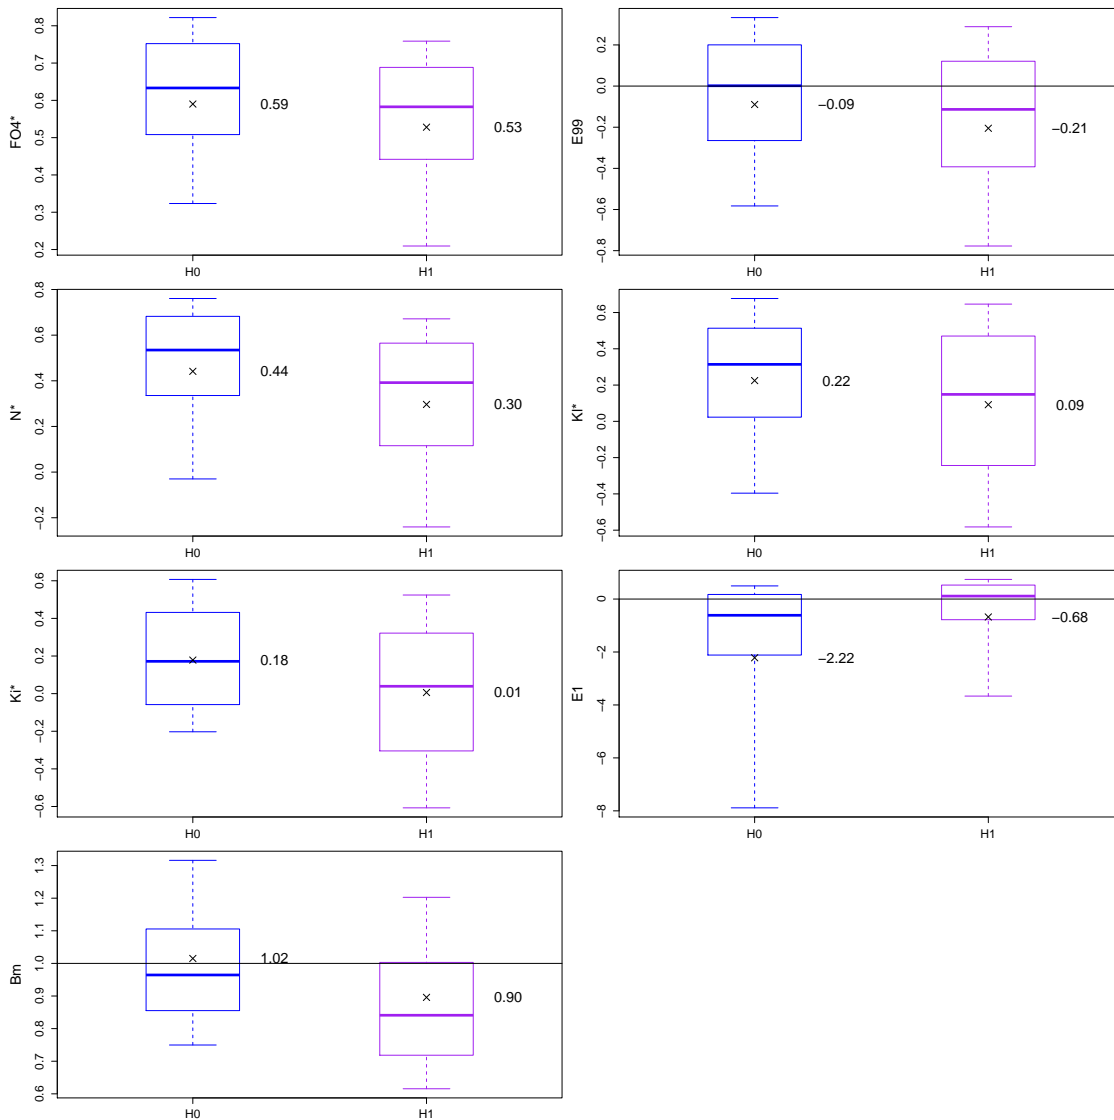 FO4*
0.8
0.7
0.6
0.5
0.4
0.3
0.2
0.59
0.53
H0
H1
E99
0.2
0.0
−0.2
−0.4
−0.6
−0.8
−0.09
−0.21
H0
H1
N*
0.8
0.6
0.4
0.2
0.0
−0.2
0.44
0.30
H0
H1
KI*
0.6
0.4
0.2
0.0
−0.2
−0.4
−0.6
0.22
0.09
H0
H1
Ki*
0.6
0.4
0.2
0.0
−0.2
−0.4
−0.6
0.18
0.01
H0
H1
E1
0
−2
−4
−6
−8
−2.22
−0.68
H0
H1
Bm
1.3
1.2
1.1
1.0
0.9
0.8
0.7
0.6
1.02
0.90
H0
H1